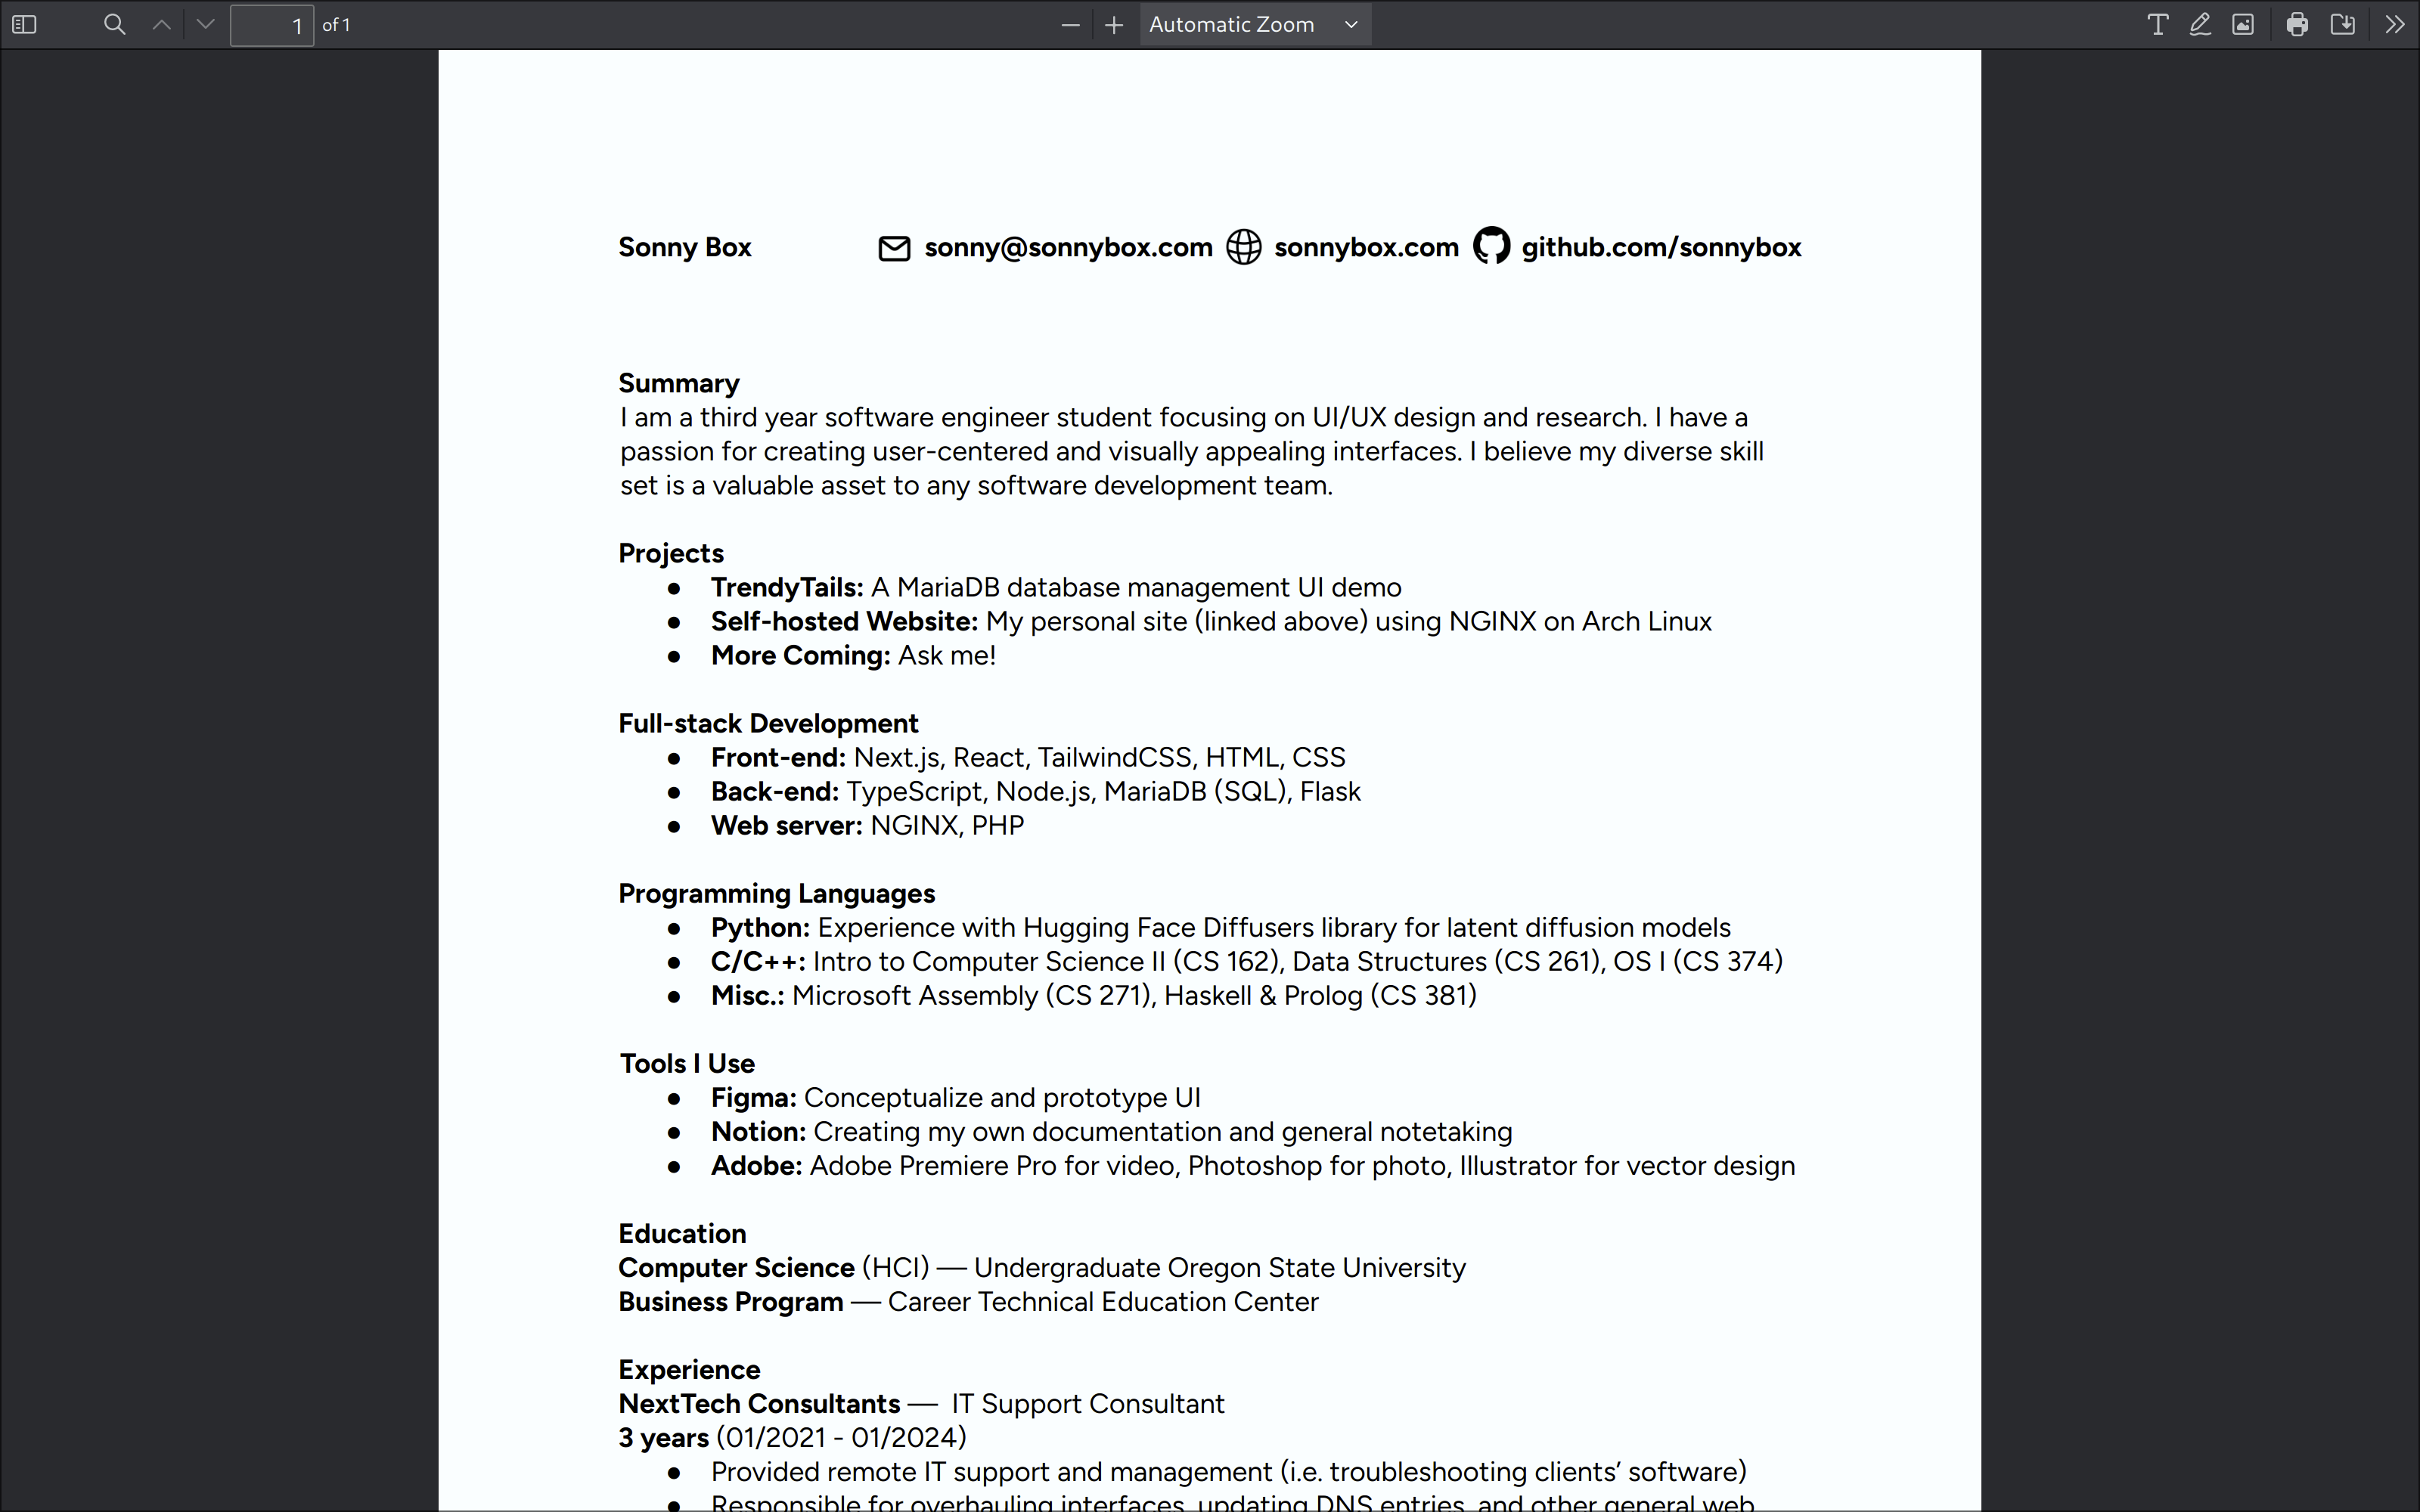 1 of 1 Automatic Zoom
Sonny Box sonny@sonnybox.com sonnybox.com github.com/sonnybox
Summary
I am a third year software engineer student focusing on UI/UX design and research. I have a
passion for creating user-centered and visually appealing interfaces. I believe my diverse skill
set is a valuable asset to any software development team.
Projects
● TrendyTails: A MariaDB database management UI demo
● Self-hosted Website: My personal site (linked above) using NGINX on Arch Linux
● More Coming: Ask me!
Full-stack Development
● Front-end: Next.js, React, TailwindCSS, HTML, CSS
● Back-end: TypeScript, Node.js, MariaDB (SQL), Flask
● Web server: NGINX, PHP
Programming Languages
● Python: Experience with Hugging Face Diffusers library for latent diffusion models
● C/C++: Intro to Computer Science II (CS 162), Data Structures (CS 261), OS I (CS 374)
● Misc.: Microsoft Assembly (CS 271), Haskell & Prolog (CS 381)
Tools I Use
● Figma: Conceptualize and prototype UI
● Notion: Creating my own documentation and general notetaking
● Adobe: Adobe Premiere Pro for video, Photoshop for photo, Illustrator for vector design
Education
Computer Science (HCI) — Undergraduate Oregon State University
Business Program — Career Technical Education Center
Experience
NextTech Consultants — IT Support Consultant
3 years (01/2021 - 01/2024)
● Provided remote IT support and management (i.e. troubleshooting clients’ software)
● Responsible for overhauling interfaces, updating DNS entries, and other general web